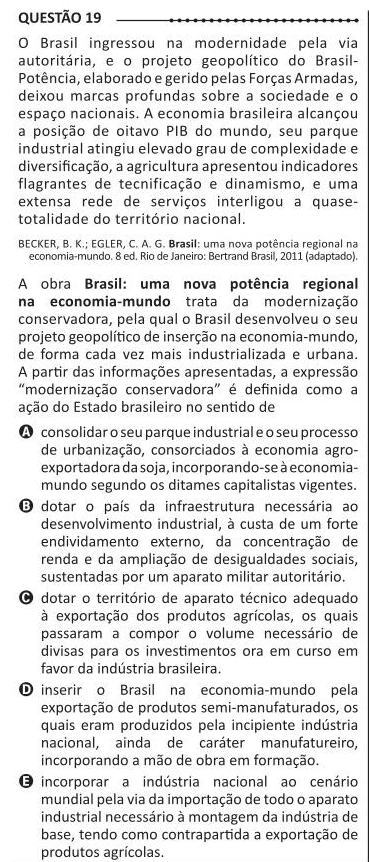 QUESTÃO 19
O Brasil ingressou na modernidade pela via
autoritária, e o projeto geopolítico do Brasil-
Potência, elaborado e gerido pelas Forças Armadas,
deixou marcas profundas sobre a sociedade e o
espaço nacionais. A economia brasileira alcançou
a posição de oitavo PIB do mundo, seu parque
industrial atingiu elevado grau de complexidade e
diversificação, a agricultura apresentou indicadores
flagrantes de tecnificação e dinamismo, e uma
extensa rede de serviços interligou a quase-
totalidade do território nacional.
BECKER, B. K.; EGLER, C. A. G. Brasil: uma nova potência regional na
economia-mundo. 8 ed. Rio de Janeiro: Bertrand Brasil, 2011 (adaptado).
A obra Brasil: uma nova potência regional
na economia-mundo trata da modernização
conservadora, pela qual o Brasil desenvolveu o seu
projeto geopolítico de inserção na economia-mundo,
de forma cada vez mais industrializada e urbana.
A partir das informações apresentadas, a expressão
“modernização conservadora” é definida como a
ação do Estado brasileiro no sentido de
A consolidar o seu parque industrial e o seu processo
de urbanização, consorciados à economia agro-
exportadora da soja, incorporando-se à economia-
mundo segundo os ditames capitalistas vigentes.
B dotar o país da infraestrutura necessária ao
desenvolvimento industrial, à custa de um forte
endividamento externo, da concentração de
renda e da ampliação de desigualdades sociais,
sustentadas por um aparato militar autoritário.
C dotar o território de aparato técnico adequado
à exportação dos produtos agrícolas, os quais
passaram a compor o volume necessário de
divisas para os investimentos ora em curso em
favor da indústria brasileira.
D inserir o Brasil na economia-mundo pela
exportação de produtos semi-manufaturados, os
quais eram produzidos pela incipiente indústria
nacional, ainda de caráter manufatureiro,
incorporando a mão de obra em formação.
E incorporar a indústria nacional ao cenário
mundial pela via da importação de todo o aparato
industrial necessário à montagem da indústria de
base, tendo como contrapartida a exportação de
produtos agrícolas.